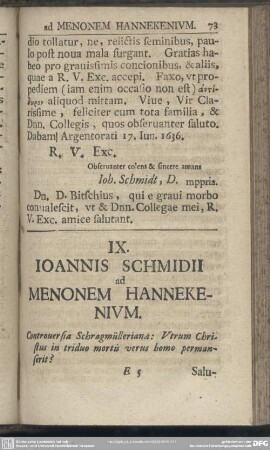 ad MENONEM HANNEKENIVM. 73
dio tollatur, ne, relictis seminibus, pau-
lo post noua mala surgant. Gratias ha-
beo pro grauissimis concionibus, & aliis,
quae a R. V. Exc. accepi. Faxo, vt pro-
pediem (iam enim occasio non est)
aliquod mittam. Viue, Vir Cla-
rissime, feliciter cum tota familia, &
Dnn. Collegis, quos obseruanter saluto.
Dabam Argentorati 17. Iun. 1636.
R. V. Exc.
Obseruanter colens & sincere amans
Ioh. Schmidt, D. mppria.
Dn. D. Bitschius, qui e graui morbo
conualescit, vt & Dnn. Collegae mei, R.
V. Exc. amice salutant.
IX.
IOANNIS SCHMIDII
ad
MENONEM HANNEKE-
NIVM.
Controuersia Schragmülleriana: Vtrum Chri-
stus in triduo mortis verus homo perman-
serit?
E 5 Salu-